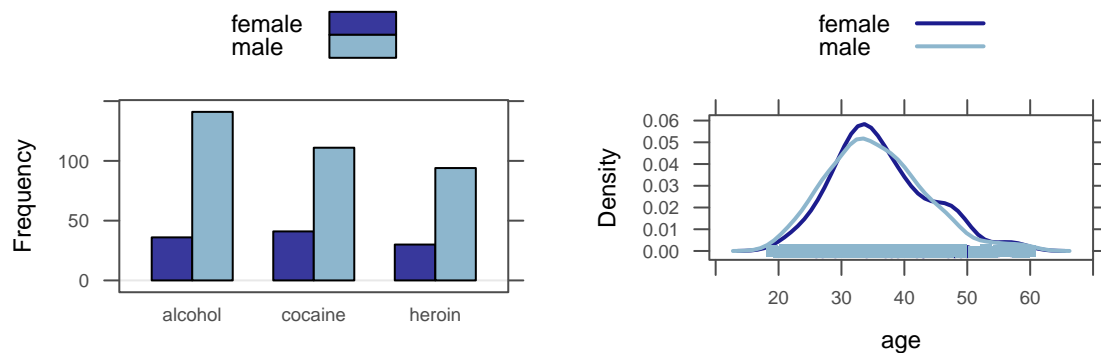 female
male
Frequency
100
50
0
alcohol cocaine heroin
female
male
Density
0.06
0.05
0.04
0.03
0.02
0.01
0.00
20 30 40 50 60
age